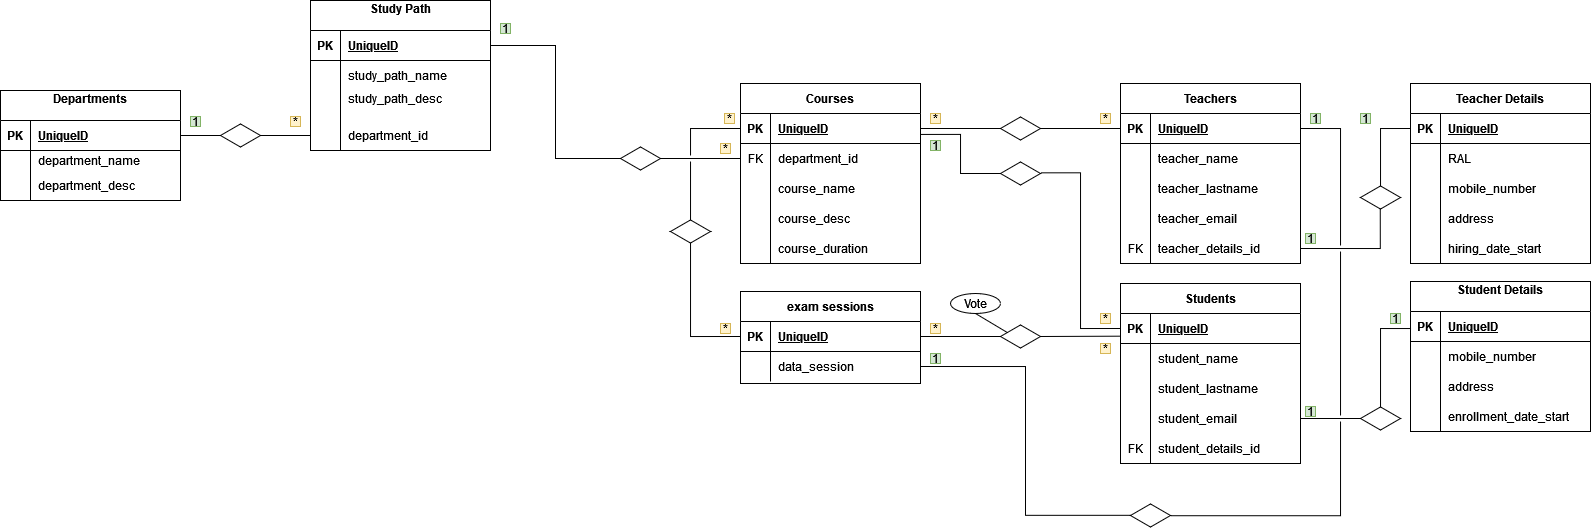 Study Path
PK UniqueID
study_path_name
study_path_desc
department_id
1
Departments
PK UniqueID
department_name
department_desc
1
*
Courses
PK UniqueID
FK department_id
course_name
course_desc
course_duration
*
*
*
1
Teachers
PK UniqueID
teacher_name
teacher_lastname
teacher_email
FK teacher_details_id
*
1
1
Teacher Details
UniqueID
RAL
mobile_number
address
hiring_date_start
1
exam sessions
PK UniqueID
data_session
*
*
1
Vote
Students
PK UniqueID
student_name
student_lastname
student_email
FK student_details_id
*
*
1
Student Details
PK UniqueID
mobile_number
address
enrollment_date_start
1